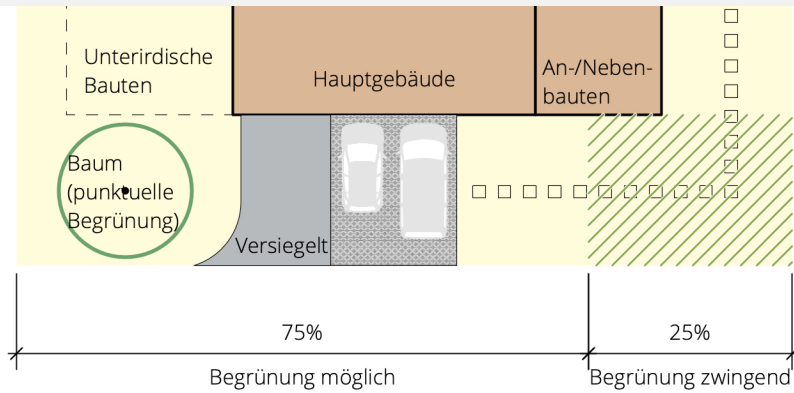 Unterirdische
Bauten
Hauptgebäude
An-/Neben-
bauten
Baum
(punktuelle
Begrünung)
Versiegelt
75%
25%
Begrünung möglich
Begrünung zwingend